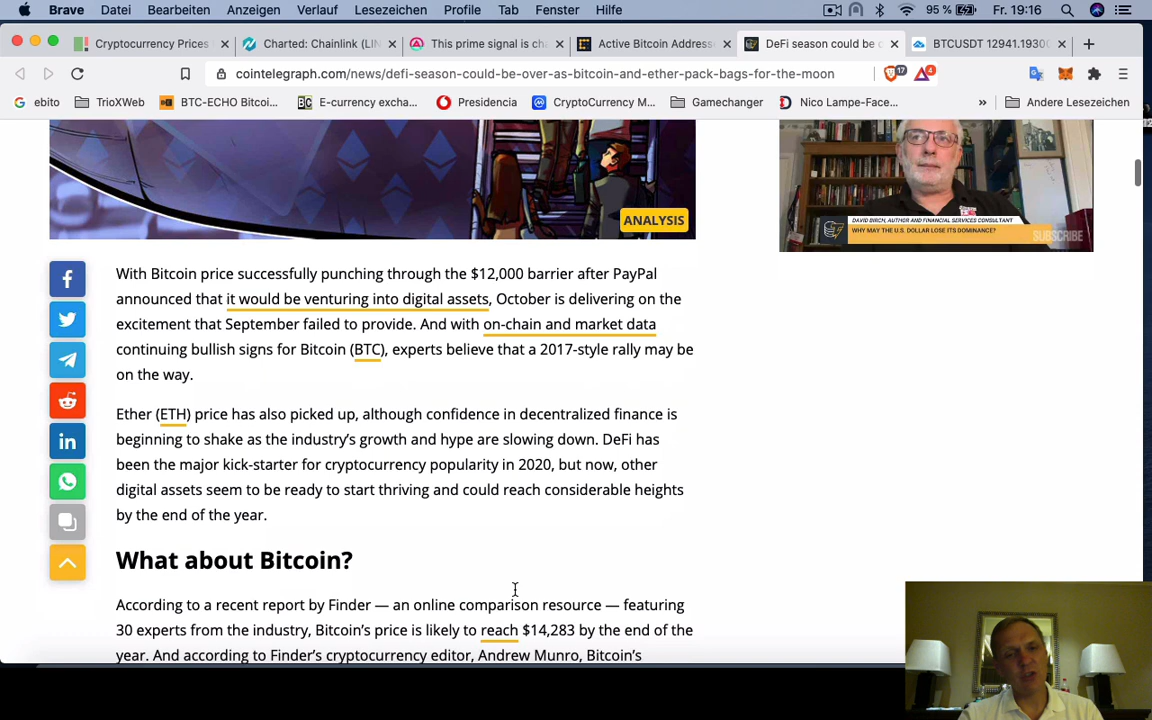 Brave Datei Bearbeiten Anzeigen Verlauf Lesezeichen Profile Tab Fenster Hilfe 95 % Fr. 19:16
Cryptocurrency Prices Charted: Chainlink (LIN This prime signal is ch Active Bitcoin Addresse DeFi season could be BTCUSDT 12941.1930
cointelegraph.com/news/defi-season-could-be-over-as-bitcoin-and-ether-pack-bags-for-the-moon 17 4
ebito TrioXWeb BTC-ECHO Bitcoi... E-currency excha... Presidencia CryptoCurrency M... Gamechanger Nico Lampe-Face... » Andere Lesezeichen
ANALYSIS
DAVID BIRCH, AUTHOR AND FINANCIAL SERVICES CONSULTANT
WHY MAY THE U.S. DOLLAR LOSE ITS DOMINANCE?
SUBSCRIBE
With Bitcoin price successfully punching through the $12,000 barrier after PayPal
announced that it would be venturing into digital assets, October is delivering on the
excitement that September failed to provide. And with on-chain and market data
continuing bullish signs for Bitcoin (BTC), experts believe that a 2017-style rally may be
on the way.
Ether (ETH) price has also picked up, although confidence in decentralized finance is
beginning to shake as the industry's growth and hype are slowing down. DeFi has
been the major kick-starter for cryptocurrency popularity in 2020, but now, other
digital assets seem to be ready to start thriving and could reach considerable heights
by the end of the year.
What about Bitcoin?
According to a recent report by Finder — an online comparison resource — featuring
30 experts from the industry, Bitcoin's price is likely to reach $14,283 by the end of the
year. And according to Finder's cryptocurrency editor, Andrew Munro, Bitcoin's